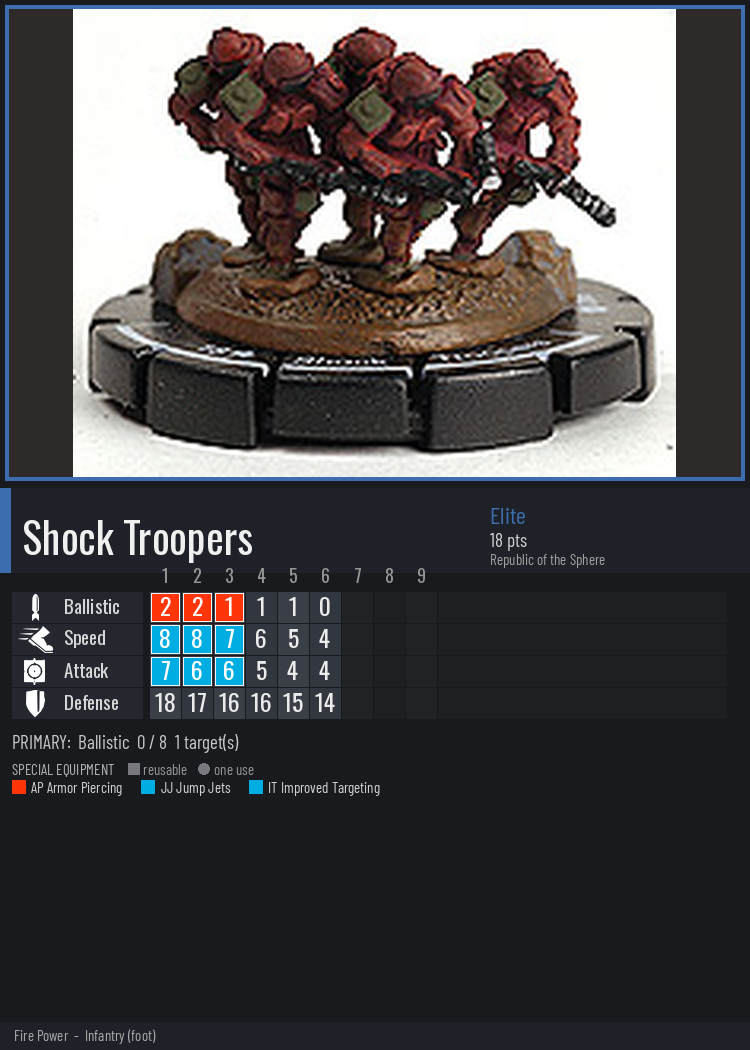 Shock Troopers
Elite
18 pts
Republic of the Sphere
1 2 3 4 5 6 7 8 9
Ballistic 2 2 1 1 1 0
Speed 8 8 7 6 5 4
Attack 7 6 6 5 4 4
Defense 18 17 16 16 15 14
PRIMARY: Ballistic 0 / 8 1 target(s)
SPECIAL EQUIPMENT reusable one use
AP Armor Piercing JJ Jump Jets IT Improved Targeting
Fire Power - Infantry (foot)